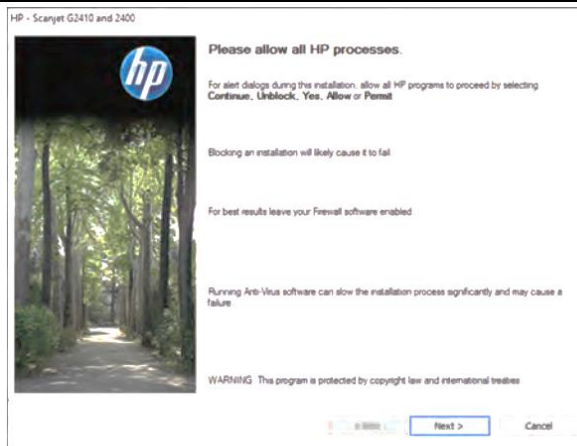 HP - Scanjet G2410 and 2400
hp
Please allow all HP processes.
For alert dialogs during this installation, allow all HP programs to proceed by selecting
Continue, Unblock, Yes, Allow or Permit
Blocking an installation will likely cause it to fail
For best results leave your Firewall software enabled
Running Anti-Virus software can slow the installation process significantly and may cause a
failure
WARNING This program is protected by copyright law and international treaties
Next >
Cancel